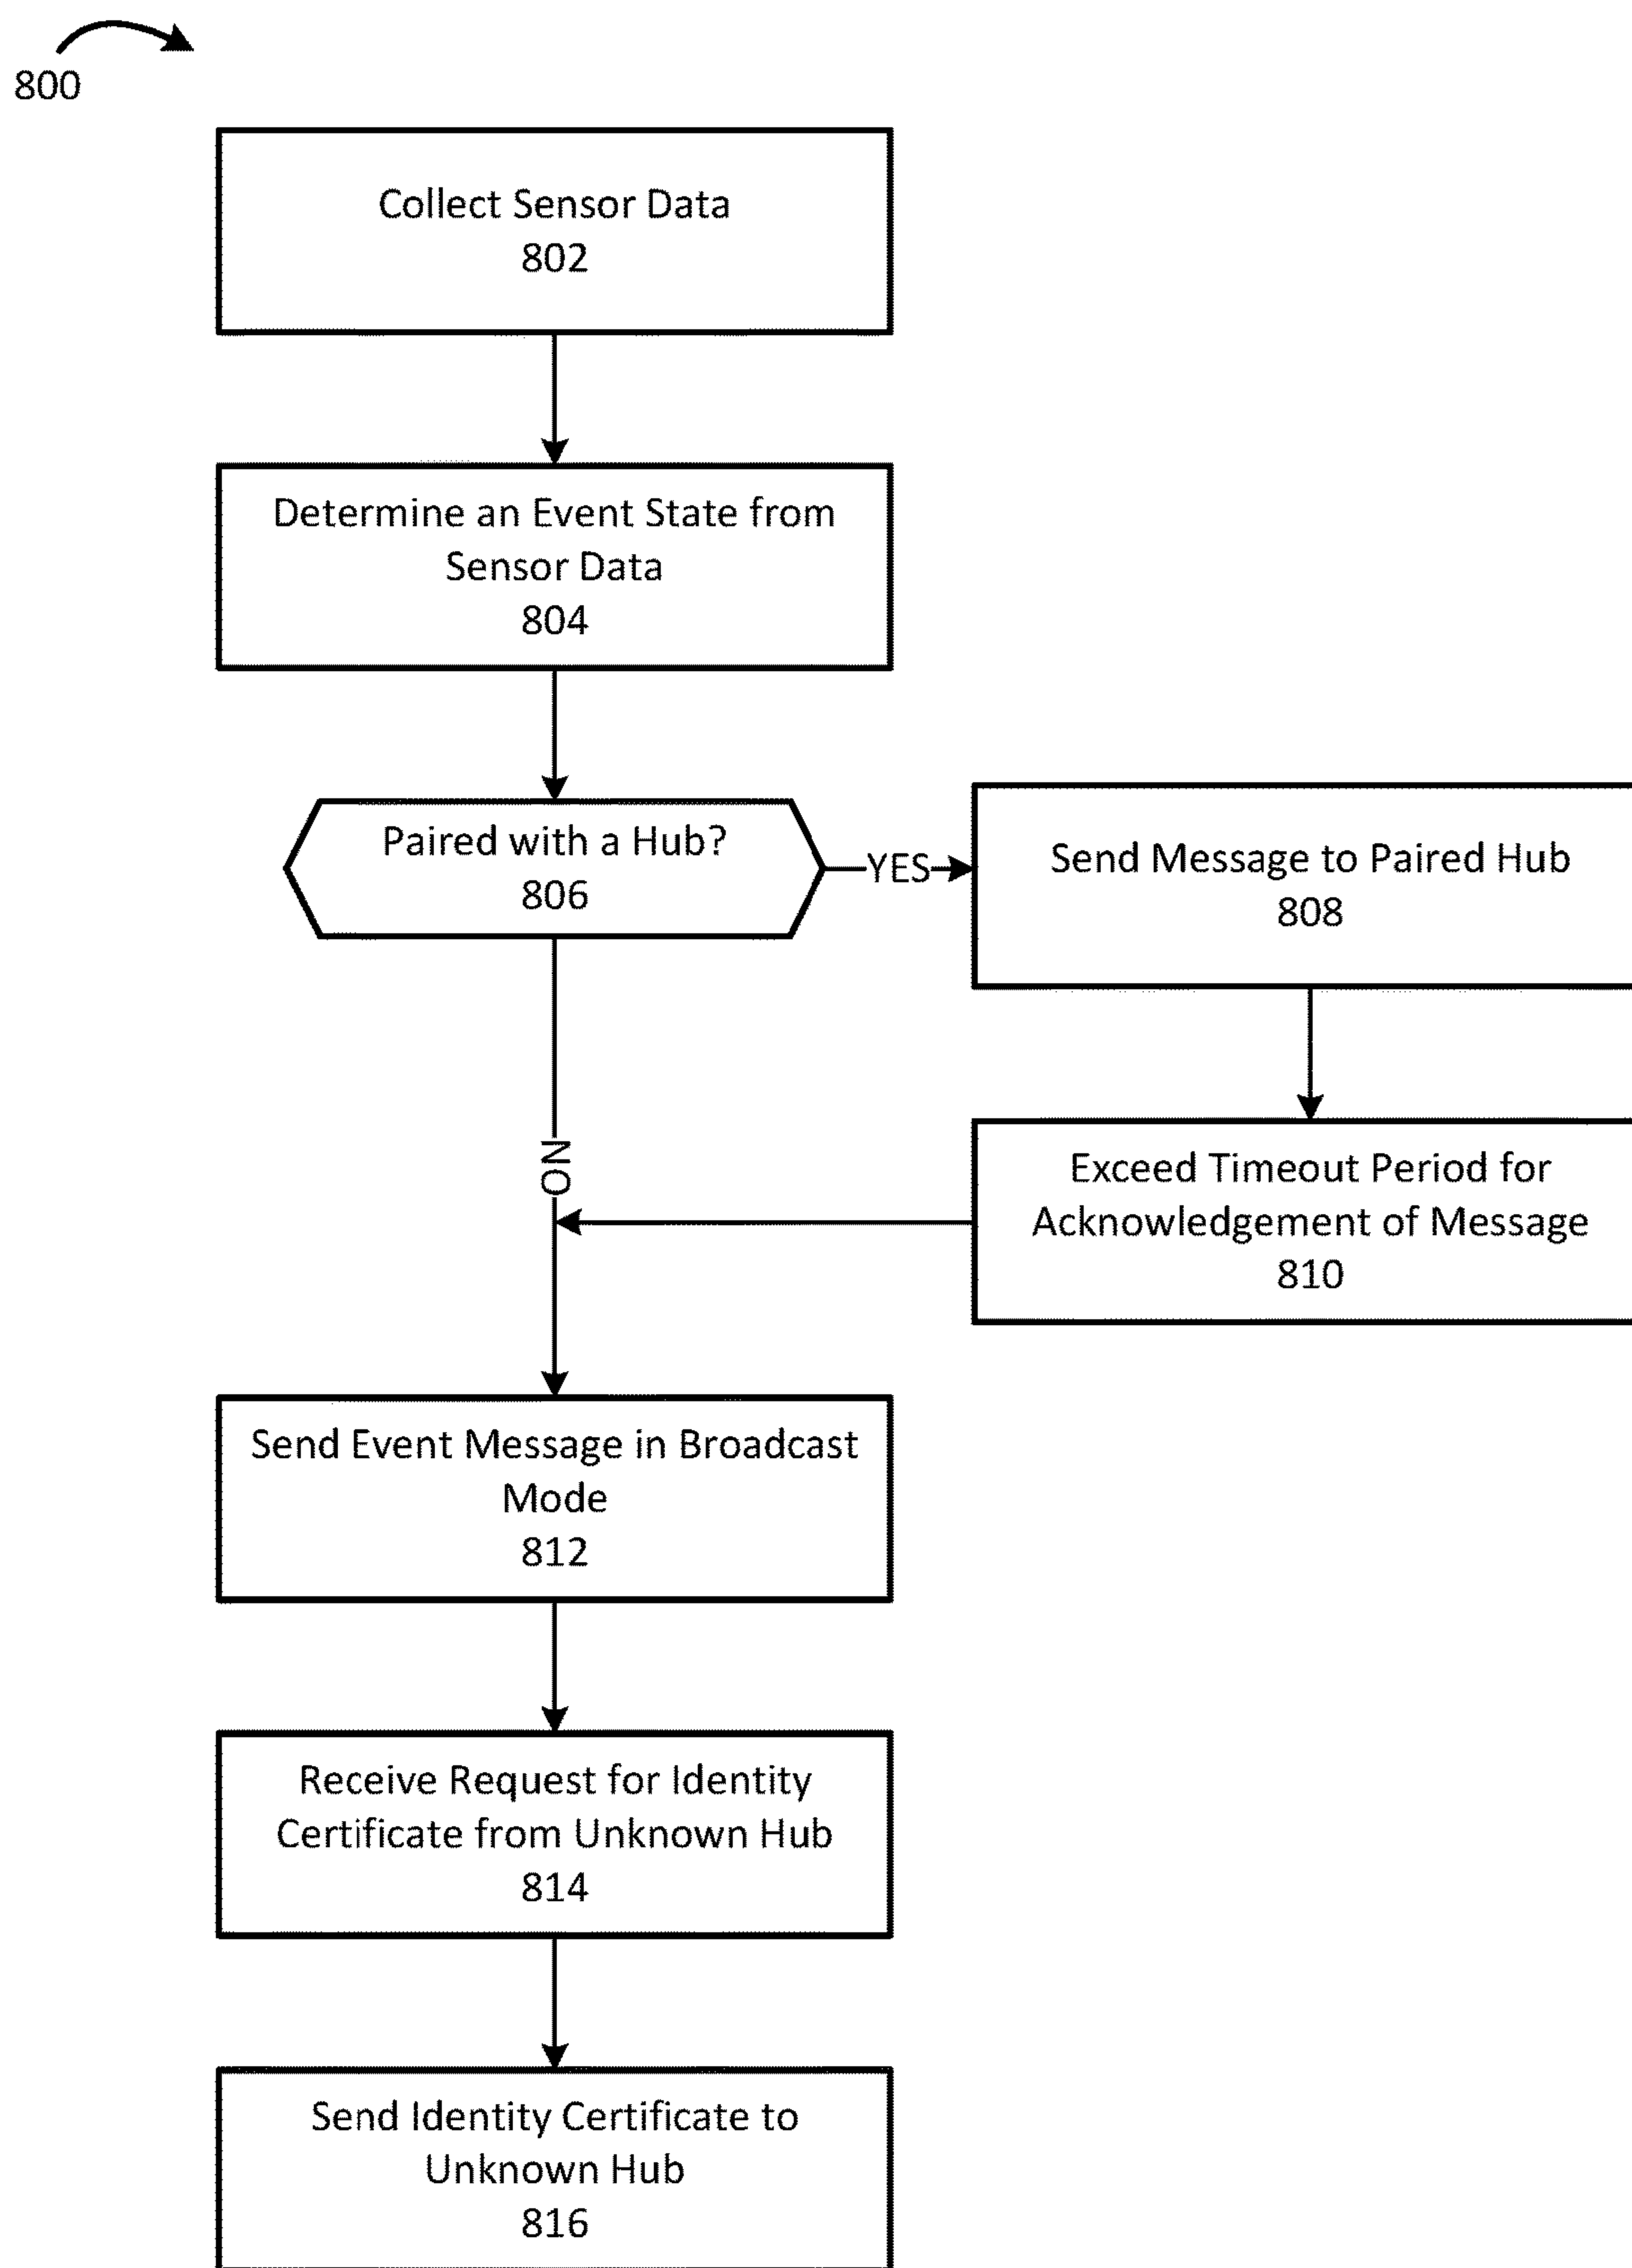 800
Collect Sensor Data
802
Determine an Event State from
Sensor Data
804
Paired with a Hub?
806
YES
Send Message to Paired Hub
808
NO
Exceed Timeout Period for
Acknowledgement of Message
810
Send Event Message in Broadcast
Mode
812
Receive Request for Identity
Certificate from Unknown Hub
814
Send Identity Certificate to
Unknown Hub
816